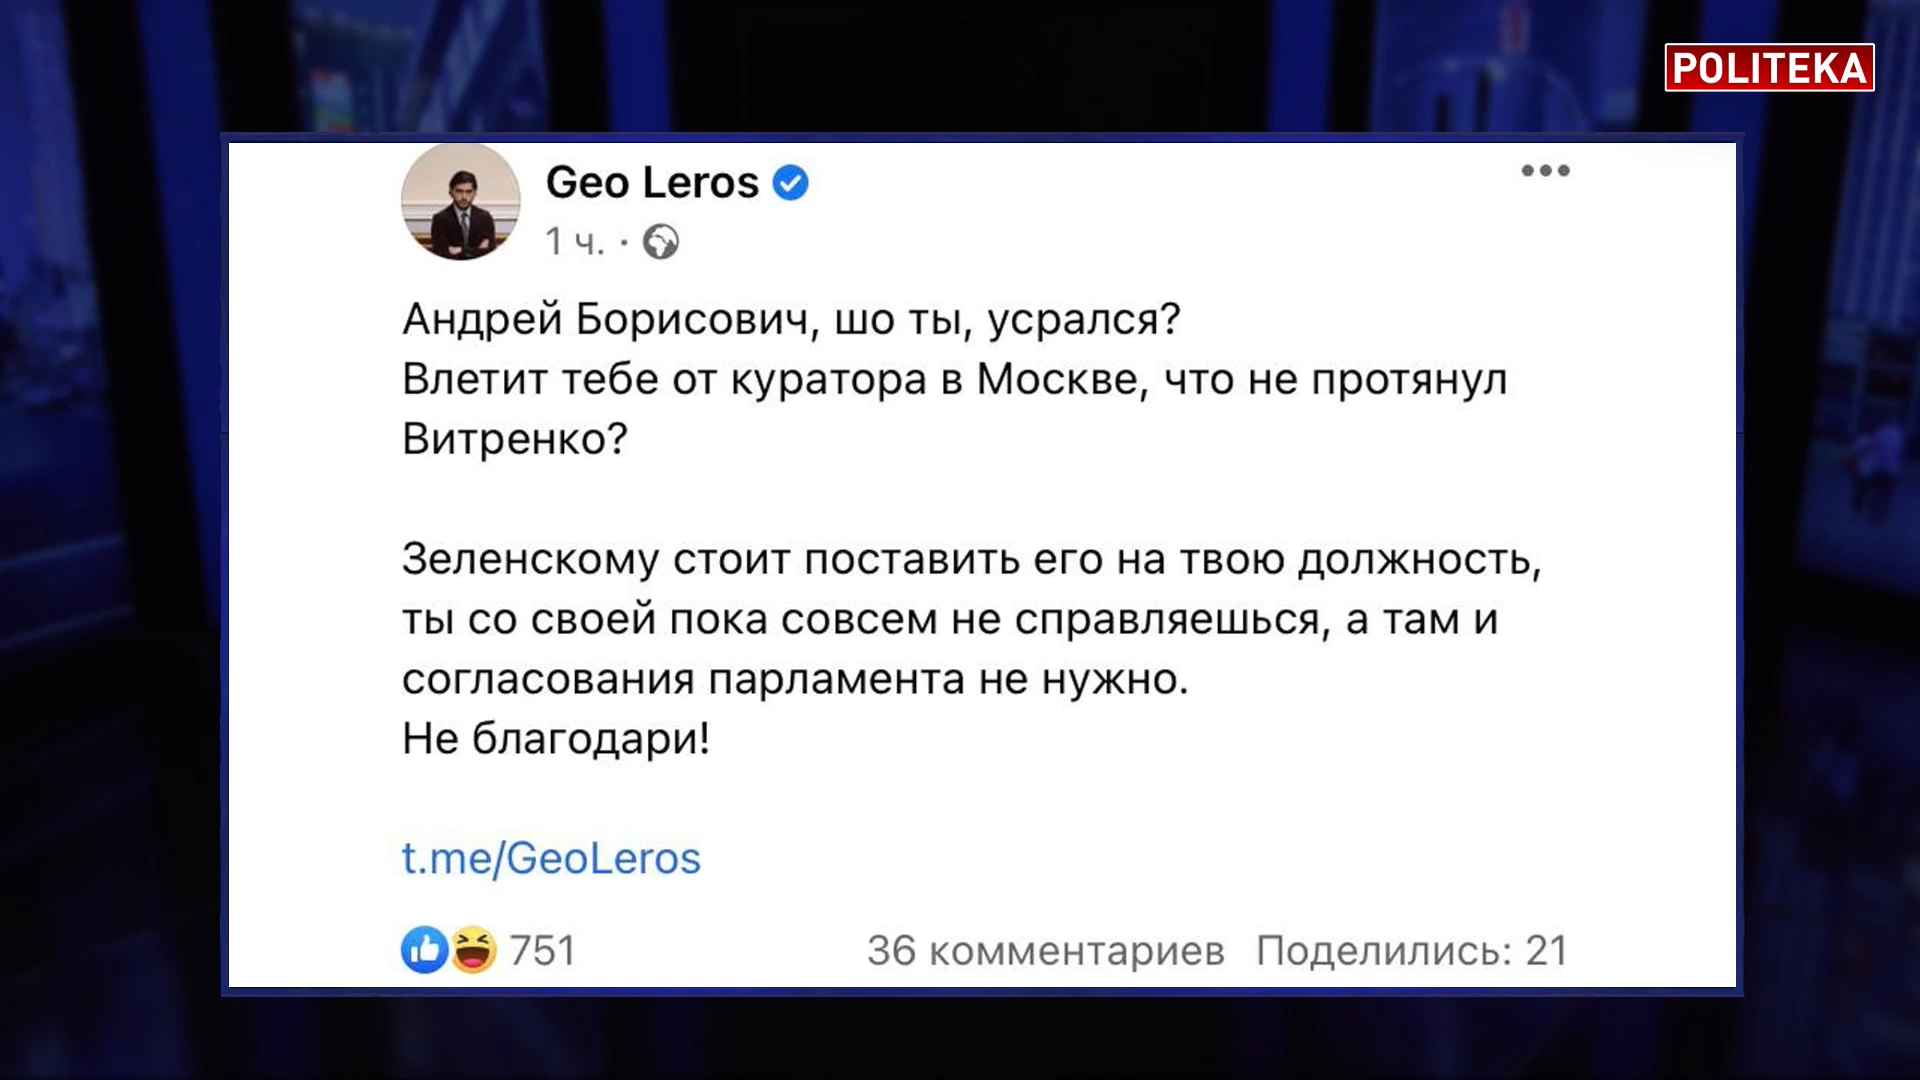 POLITEKA
Geo Leros
1 ч. ·
Андрей Борисович, шо ты, усрался?
Влетит тебе от куратора в Москве, что не протянул
Витренко?
Зеленскому стоит поставить его на твою должность,
ты со своей пока совсем не справляешься, а там и
согласования парламента не нужно.
Не благодари!
t.me/GeoLeros
751 36 комментариев Поделились: 21